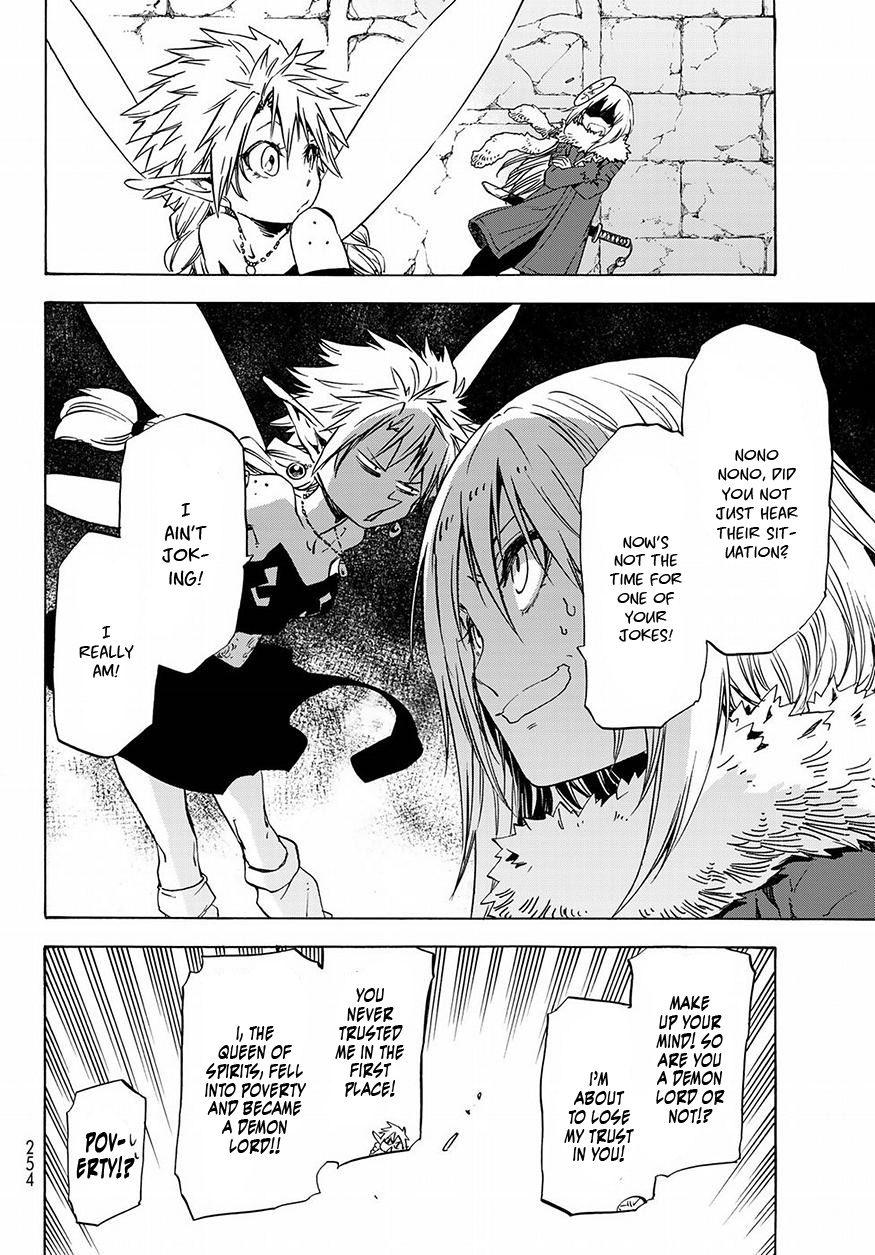 NONO
NONO, DID
YOU NOT
JUST HEAR
THEIR SIT-
UATION?
NOW'S
NOT THE
TIME FOR
ONE OF
YOUR
JOKES!
I
AIN'T
JOK-
ING!
I
REALLY
AM!
MAKE
UP YOUR
MIND! SO
ARE YOU
A DEMON
LORD OR
NOT!?
I'M
ABOUT
TO LOSE
MY TRUST
IN YOU!
YOU
NEVER
TRUSTED
ME IN THE
FIRST
PLACE!
I, THE
QUEEN OF
SPIRITS, FELL
INTO POVERTY
AND BECAME
A DEMON
LORD!!
POV-
ERTY!?
254